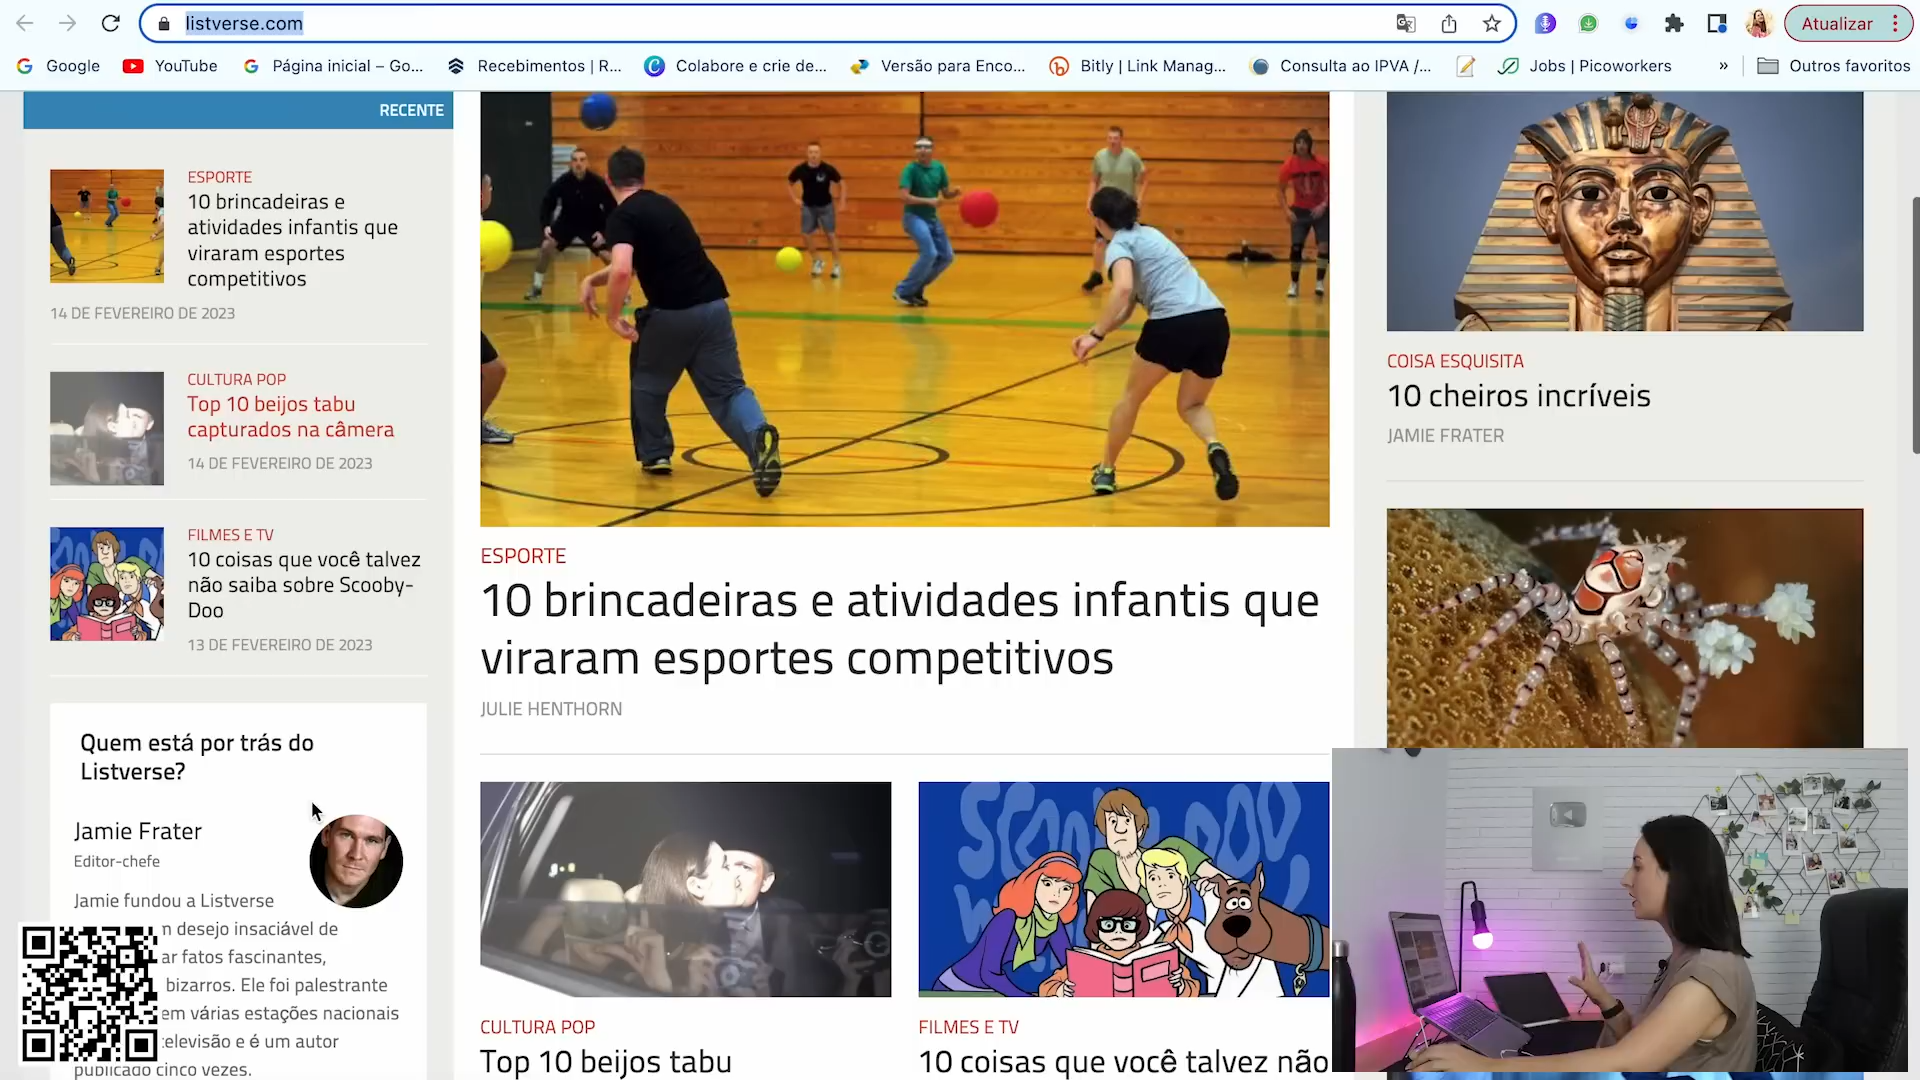 listverse.com
Atualizar
Google
YouTube
Página inicial – Go...
Recebimentos | R...
Colabore e crie de...
Versão para Enco...
Bitly | Link Manag...
Consulta ao IPVA /...
Jobs | Picoworkers
»
Outros favoritos
RECENTE
ESPORTE
10 brincadeiras e
atividades infantis que
viraram esportes
competitivos
14 DE FEVEREIRO DE 2023
CULTURA POP
Top 10 beijos tabu
capturados na câmera
14 DE FEVEREIRO DE 2023
FILMES E TV
10 coisas que você talvez
não saiba sobre Scooby-
Doo
13 DE FEVEREIRO DE 2023
Quem está por trás do
Listverse?
Jamie Frater
Editor-chefe
Jamie fundou a Listverse
desejo insaciável de
ar fatos fascinantes,
bizarros. Ele foi palestrante
em várias estações nacionais
elevisão e é um autor
publicado cinco vezes.
ESPORTE
10 brincadeiras e atividades infantis que
viraram esportes competitivos
JULIE HENTHORN
CULTURA POP
Top 10 beijos tabu
FILMES E TV
10 coisas que você talvez não
COISA ESQUISITA
10 cheiros incríveis
JAMIE FRATER